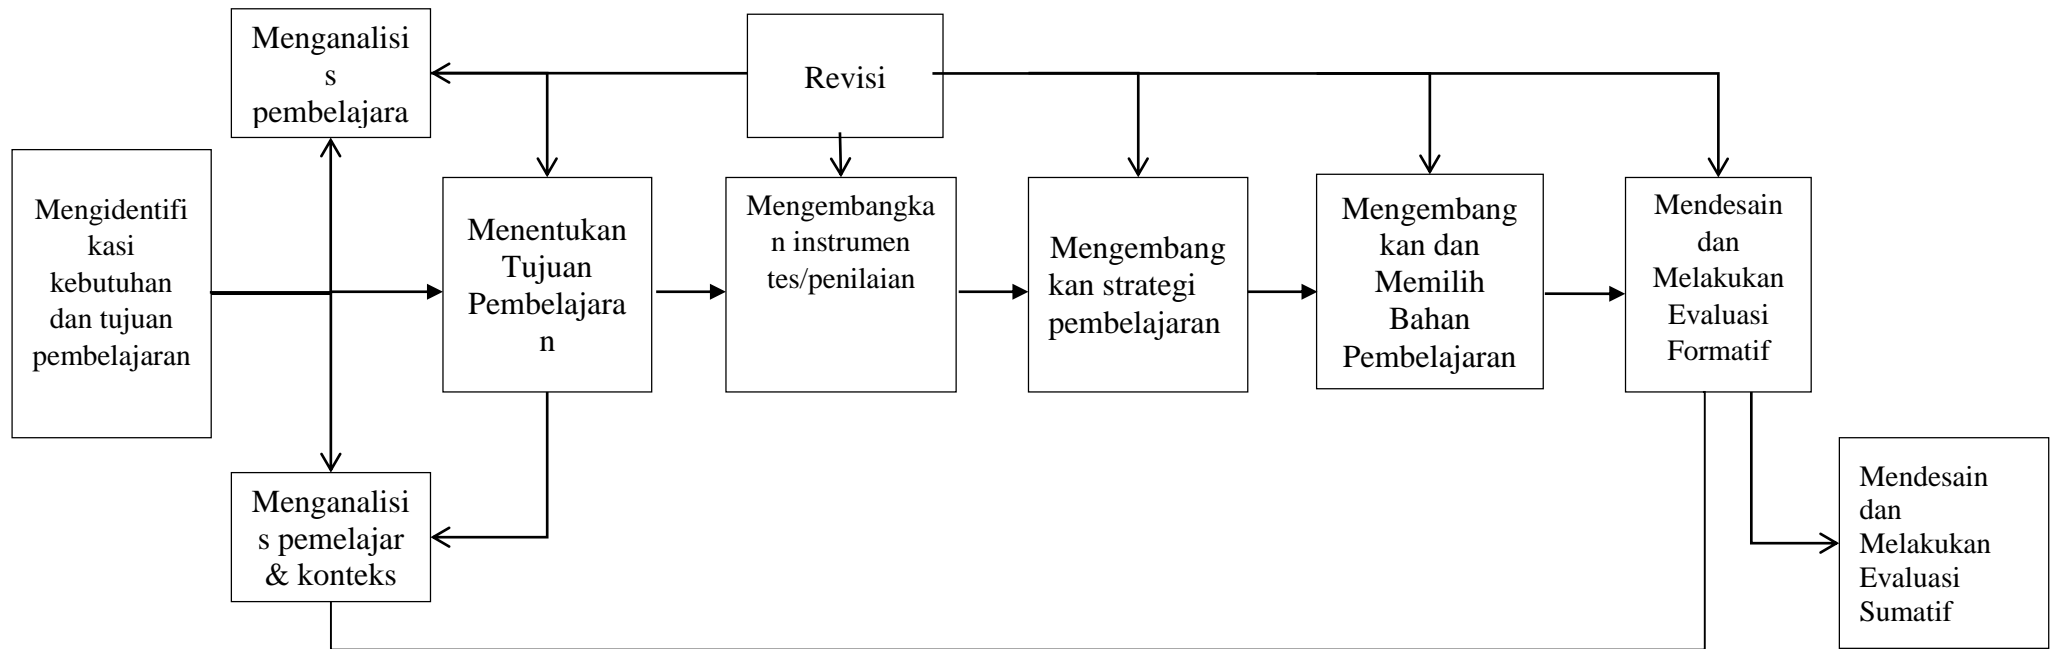 Menganalisi
s
pembelajara
Revisi
Mengidentifi
kasi
kebutuhan
dan tujuan
pembelajaran
Menentukan
Tujuan
Pembelajara
n
Mengembangka
n instrumen
tes/penilaian
Mengembang
kan strategi
pembelajaran
Mengembang
kan dan
Memilih
Bahan
Pembelajaran
Mendesain
dan
Melakukan
Evaluasi
Formatif
Menganalisi
s pemelajar
& konteks
Mendesain
dan
Melakukan
Evaluasi
Sumatif